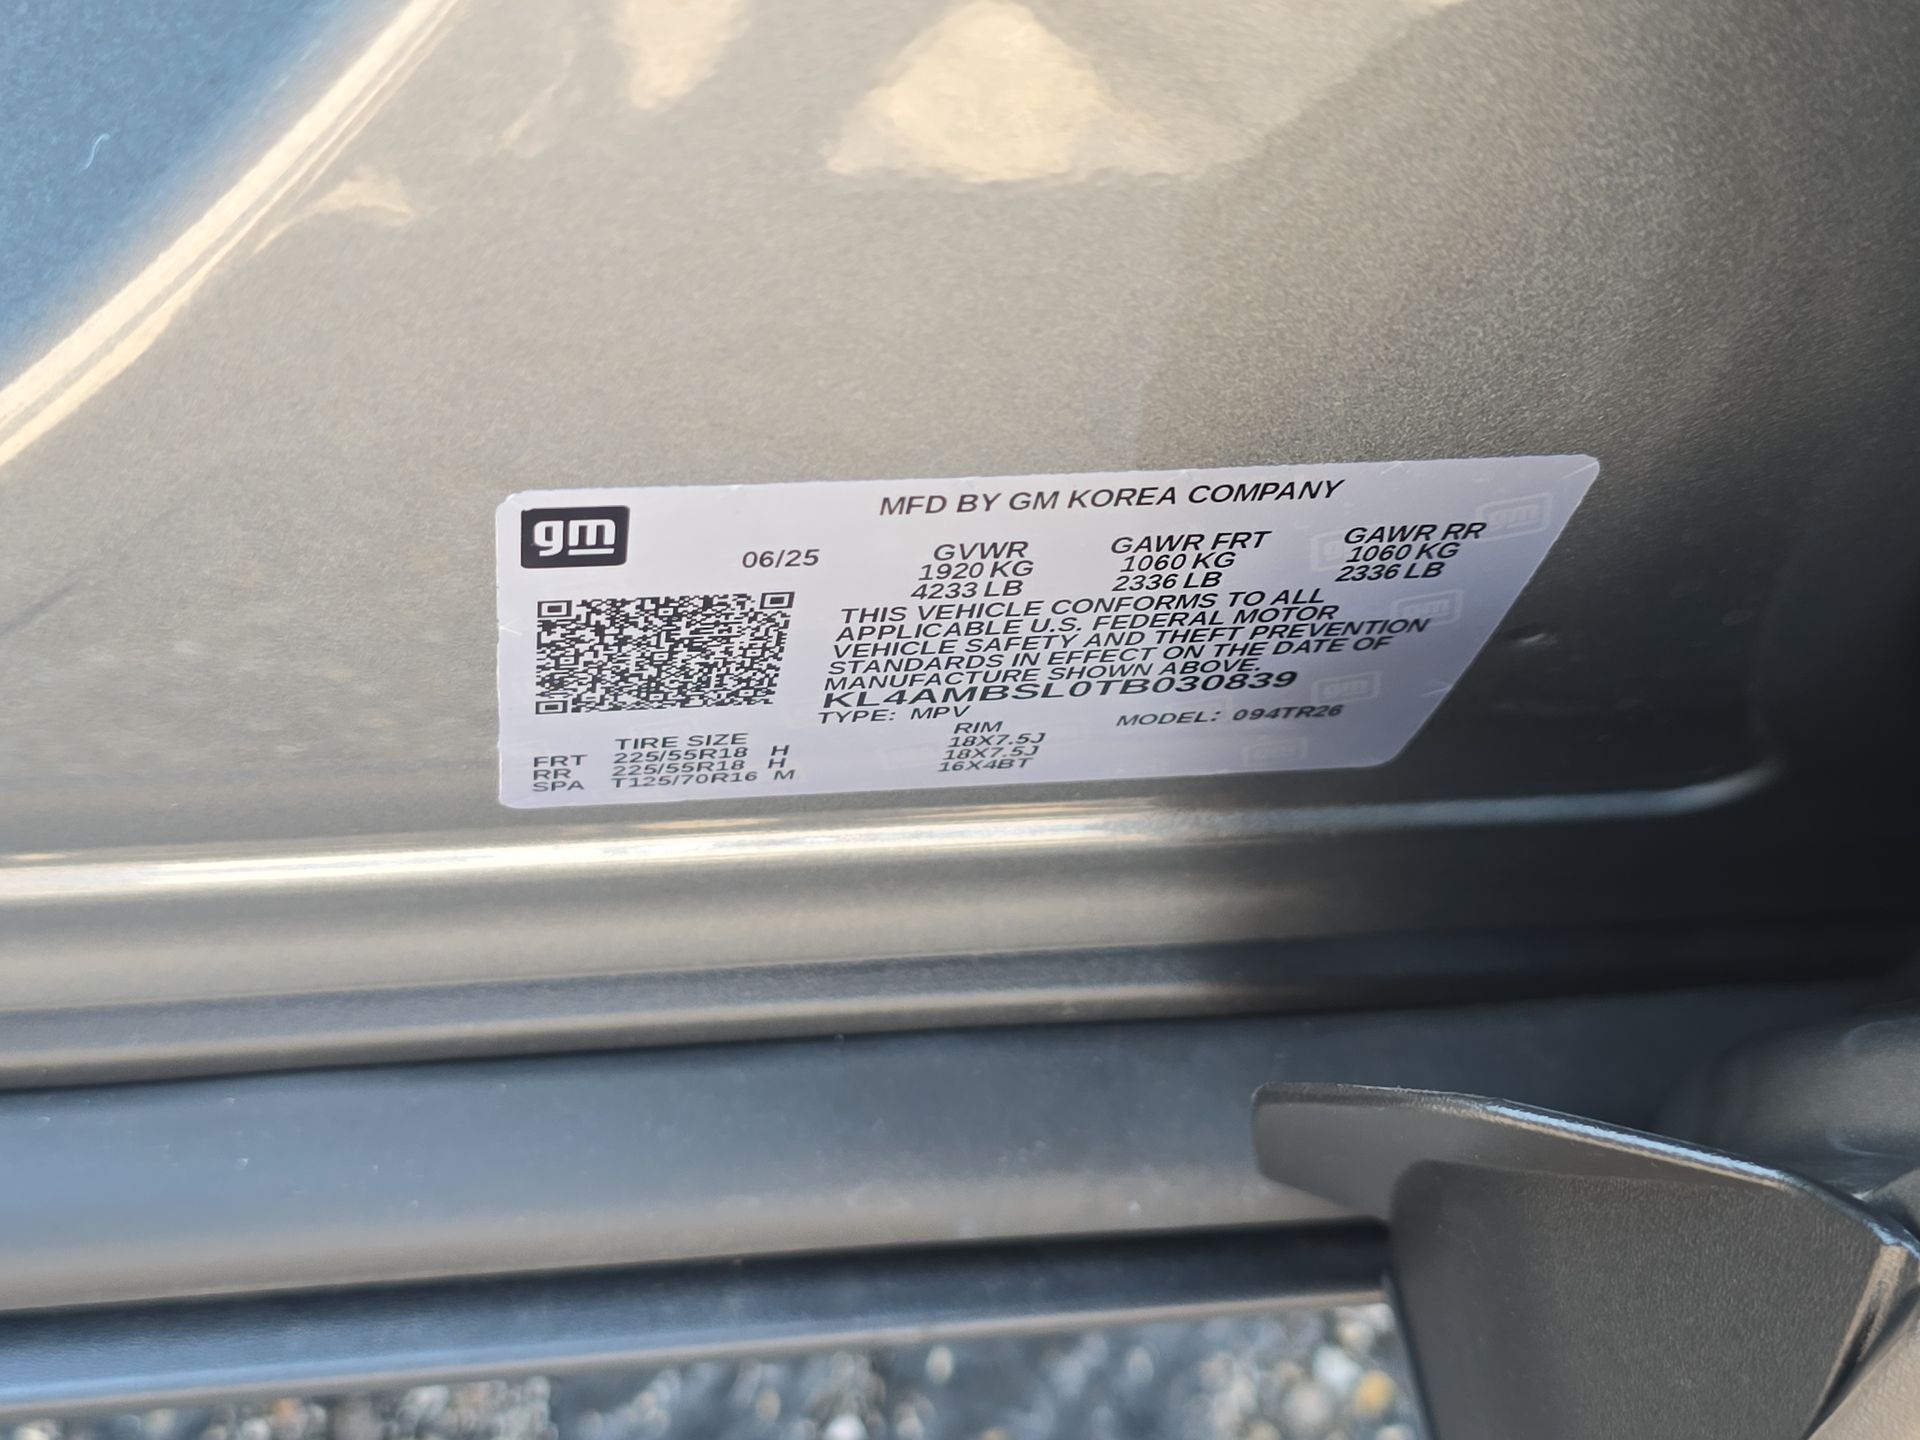 gm
MFD BY GM KOREA COMPANY
06/25
GVWR GAWR FRT GAWR RR
1920 KG 1060 KG 1060 KG
4233 LB 2336 LB 2336 LB
THIS VEHICLE CONFORMS TO ALL
APPLICABLE U.S. FEDERAL MOTOR
VEHICLE SAFETY AND THEFT PREVENTION
STANDARDS IN EFFECT ON THE DATE OF
MANUFACTURE SHOWN ABOVE.
KL4AMBSL0TB030839
TYPE: MPV MODEL: 094TR26
TIRE SIZE RIM
FRT 225/55R18 H 18X7.5J
RR 225/55R18 H 18X7.5J
SPA T125/70R16 M 16X4BT